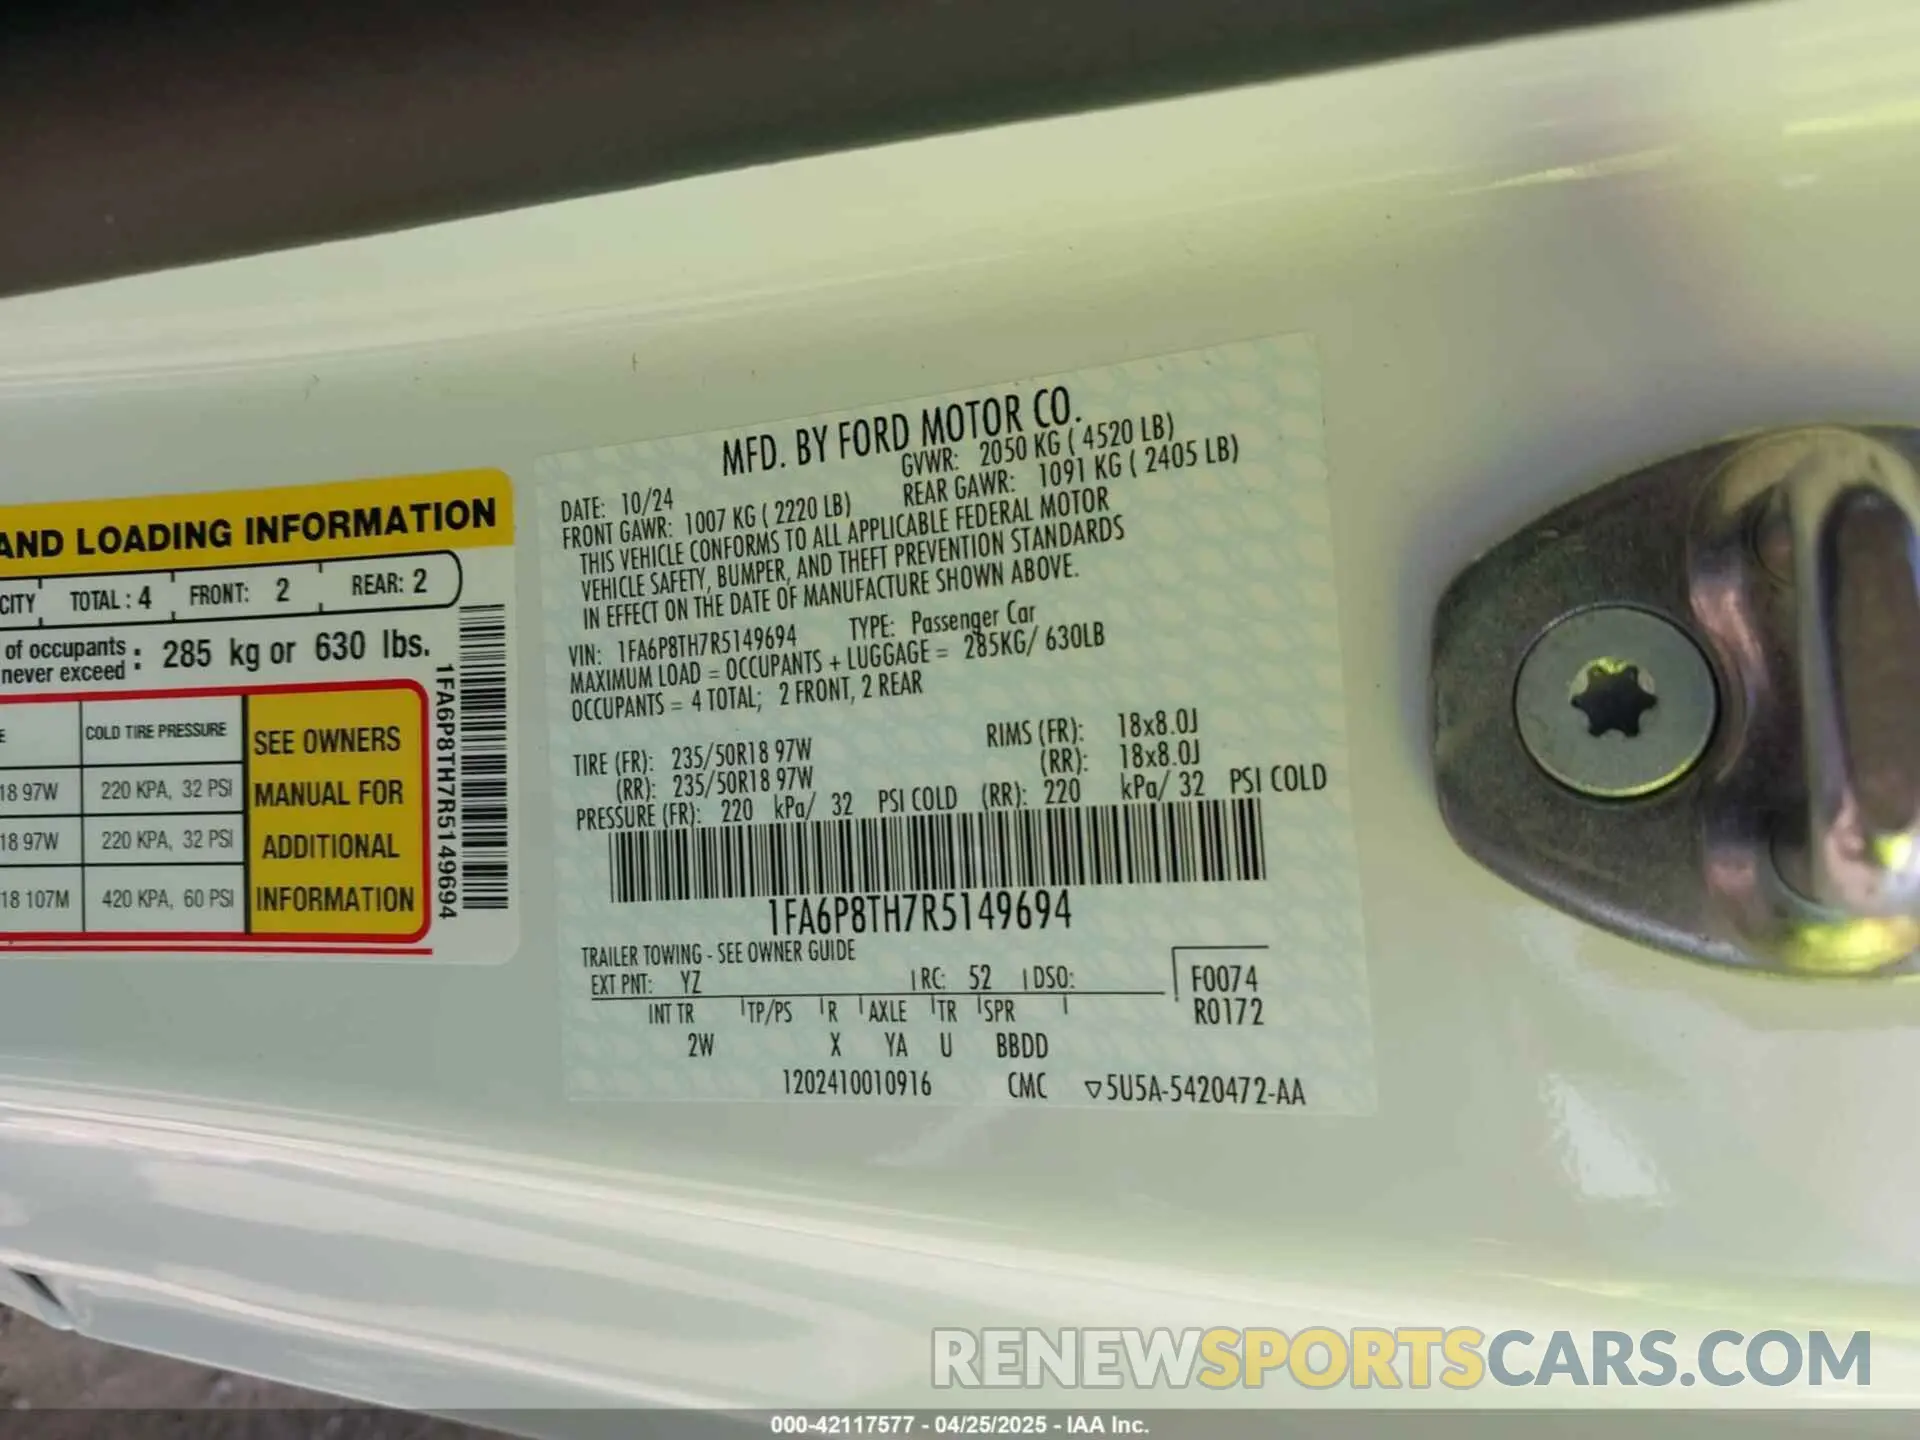 AND LOADING INFORMATION
CITY TOTAL : 4 FRONT: 2 REAR: 2
of occupants
never exceed : 285 kg or 630 lbs.
COLD TIRE PRESSURE
18 97W 220 KPA, 32 PSI
18 97W 220 KPA, 32 PSI
18 107M 420 KPA, 60 PSI
SEE OWNERS
MANUAL FOR
ADDITIONAL
INFORMATION
1FA6P8TH7R5149694
MFD. BY FORD MOTOR CO.
DATE: 10/24 GVWR: 2050 KG ( 4520 LB)
FRONT GAWR: 1007 KG ( 2220 LB) REAR GAWR: 1091 KG ( 2405 LB)
THIS VEHICLE CONFORMS TO ALL APPLICABLE FEDERAL MOTOR
VEHICLE SAFETY, BUMPER, AND THEFT PREVENTION STANDARDS
IN EFFECT ON THE DATE OF MANUFACTURE SHOWN ABOVE.
VIN: 1FA6P8TH7R5149694 TYPE: Passenger Car
MAXIMUM LOAD = OCCUPANTS + LUGGAGE = 285KG/ 630LB
OCCUPANTS = 4 TOTAL; 2 FRONT, 2 REAR
TIRE (FR): 235/50R18 97W RIMS (FR): 18x8.0J
(RR): 235/50R18 97W (RR): 18x8.0J
PRESSURE (FR): 220 kPa/ 32 PSI COLD (RR): 220 kPa/ 32 PSI COLD
1FA6P8TH7R5149694
TRAILER TOWING - SEE OWNER GUIDE
EXT PNT: YZ RC: 52 DSO: F0074
INT TR TP/PS R AXLE TR SPR R0172
2W X YA U BBDD
1202410010916 CMC ▽5U5A-5420472-AA
RENEWSPORTSCARS.COM
000-42117577 - 04/25/2025 - IAA Inc.